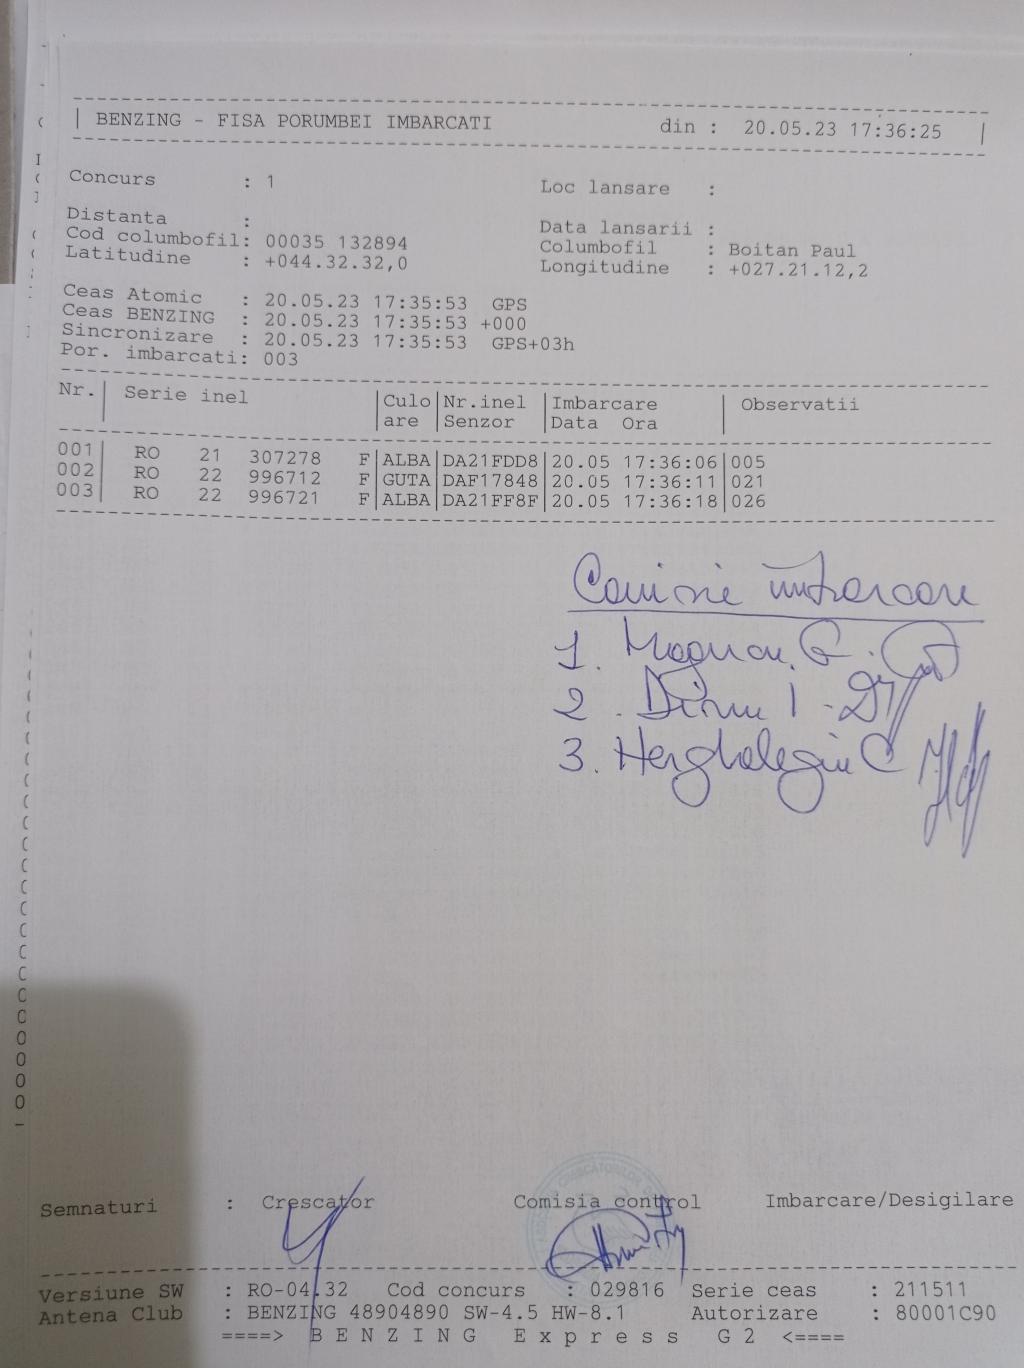 BENZING - FISA PORUMBEI IMBARCATI din : 20.05.23 17:36:25
Concurs : 1 Loc lansare :
Distanta : Data lansarii :
Cod columbofil: 00035 132894 Columbofil : Boitan Paul
Latitudine : +044.32.32,0 Longitudine : +027.21.12,2
Ceas Atomic : 20.05.23 17:35:53 GPS
Ceas BENZING : 20.05.23 17:35:53 +000
Sincronizare : 20.05.23 17:35:53 GPS+03h
Por. imbarcati: 003
Nr. | Serie inel | Culo | Nr.inel | Imbarcare | Observatii
are | Senzor | Data Ora
001 | RO 21 307278 F | ALBA | DA21FDD8 | 20.05 17:36:06 | 005
002 | RO 22 996712 F | GUTA | DAF17848 | 20.05 17:36:11 | 021
003 | RO 22 996721 F | ALBA | DA21FF8F | 20.05 17:36:18 | 026
Comisie imbarcare
1.
2. Dinu I -
3. Herghelegiu C
Semnaturi : Crescator Comisia control Imbarcare/Desigilare
Versiune SW : RO-04.32 Cod concurs : 029816 Serie ceas : 211511
Antena Club : BENZING 48904890 SW-4.5 HW-8.1 Autorizare : 80001C90
====> B E N Z I N G E x p r e s s G 2 <====